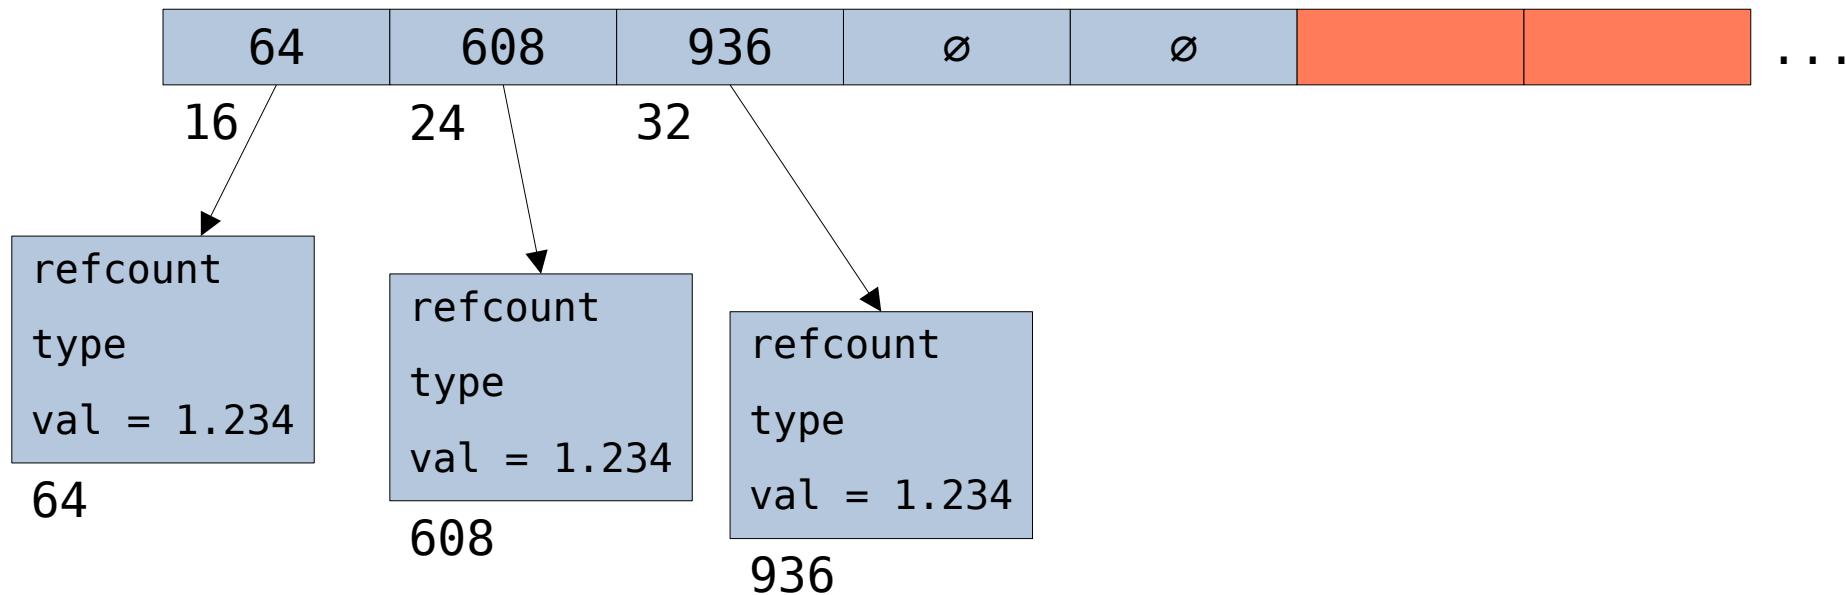 64 608 936 ∅ ∅ ...
16 24 32
refcount
type
val = 1.234
64
refcount
type
val = 1.234
608
refcount
type
val = 1.234
936